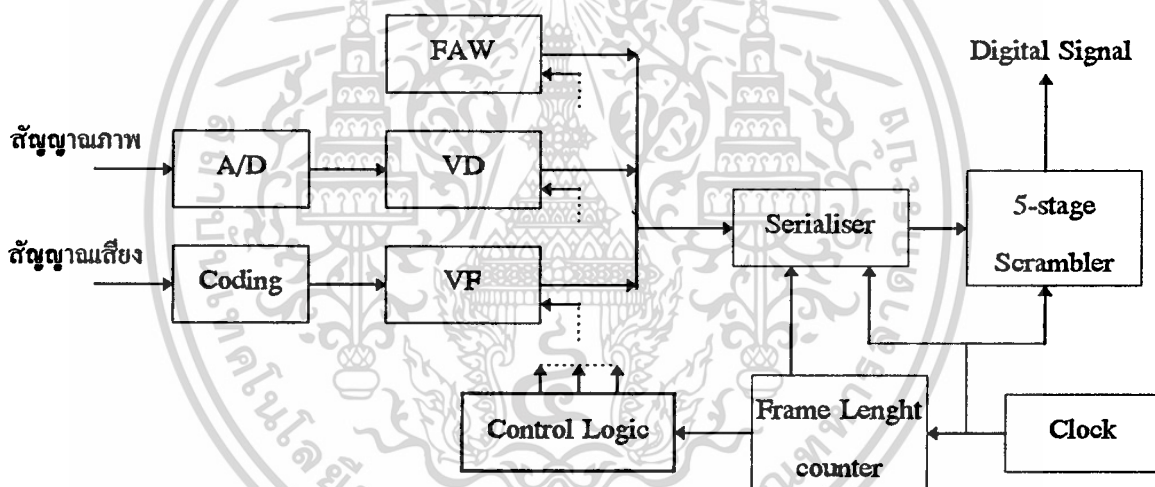 FAW
Digital Signal
สัญญาณภาพ
A/D
VD
5-stage
Scrambler
Serialiser
สัญญาณเสียง
Coding
VF
Control Logic
Frame Lenght
counter
Clock